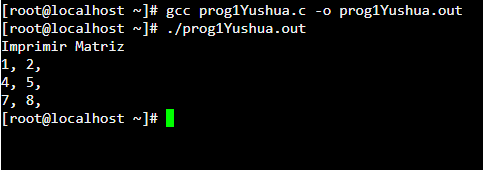 [root@localhost ~]# gcc prog1Yushua.c -o prog1Yushua.out
[root@localhost ~]# ./prog1Yushua.out
Imprimir Matriz
1, 2,
4, 5,
7, 8,
[root@localhost ~]#